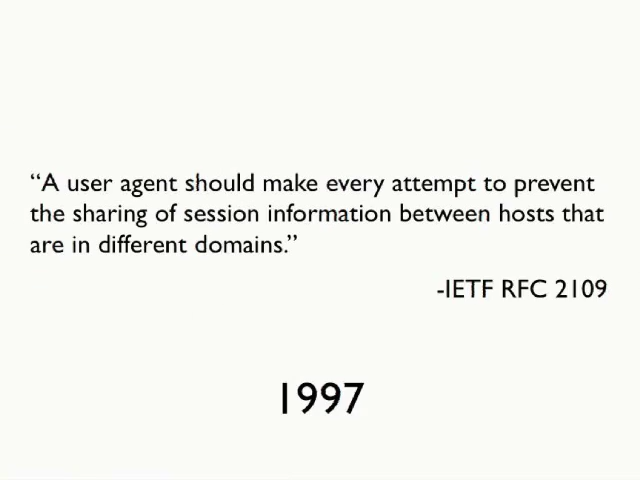 “A user agent should make every attempt to prevent
the sharing of session information between hosts that
are in different domains.”
-IETF RFC 2109
1997